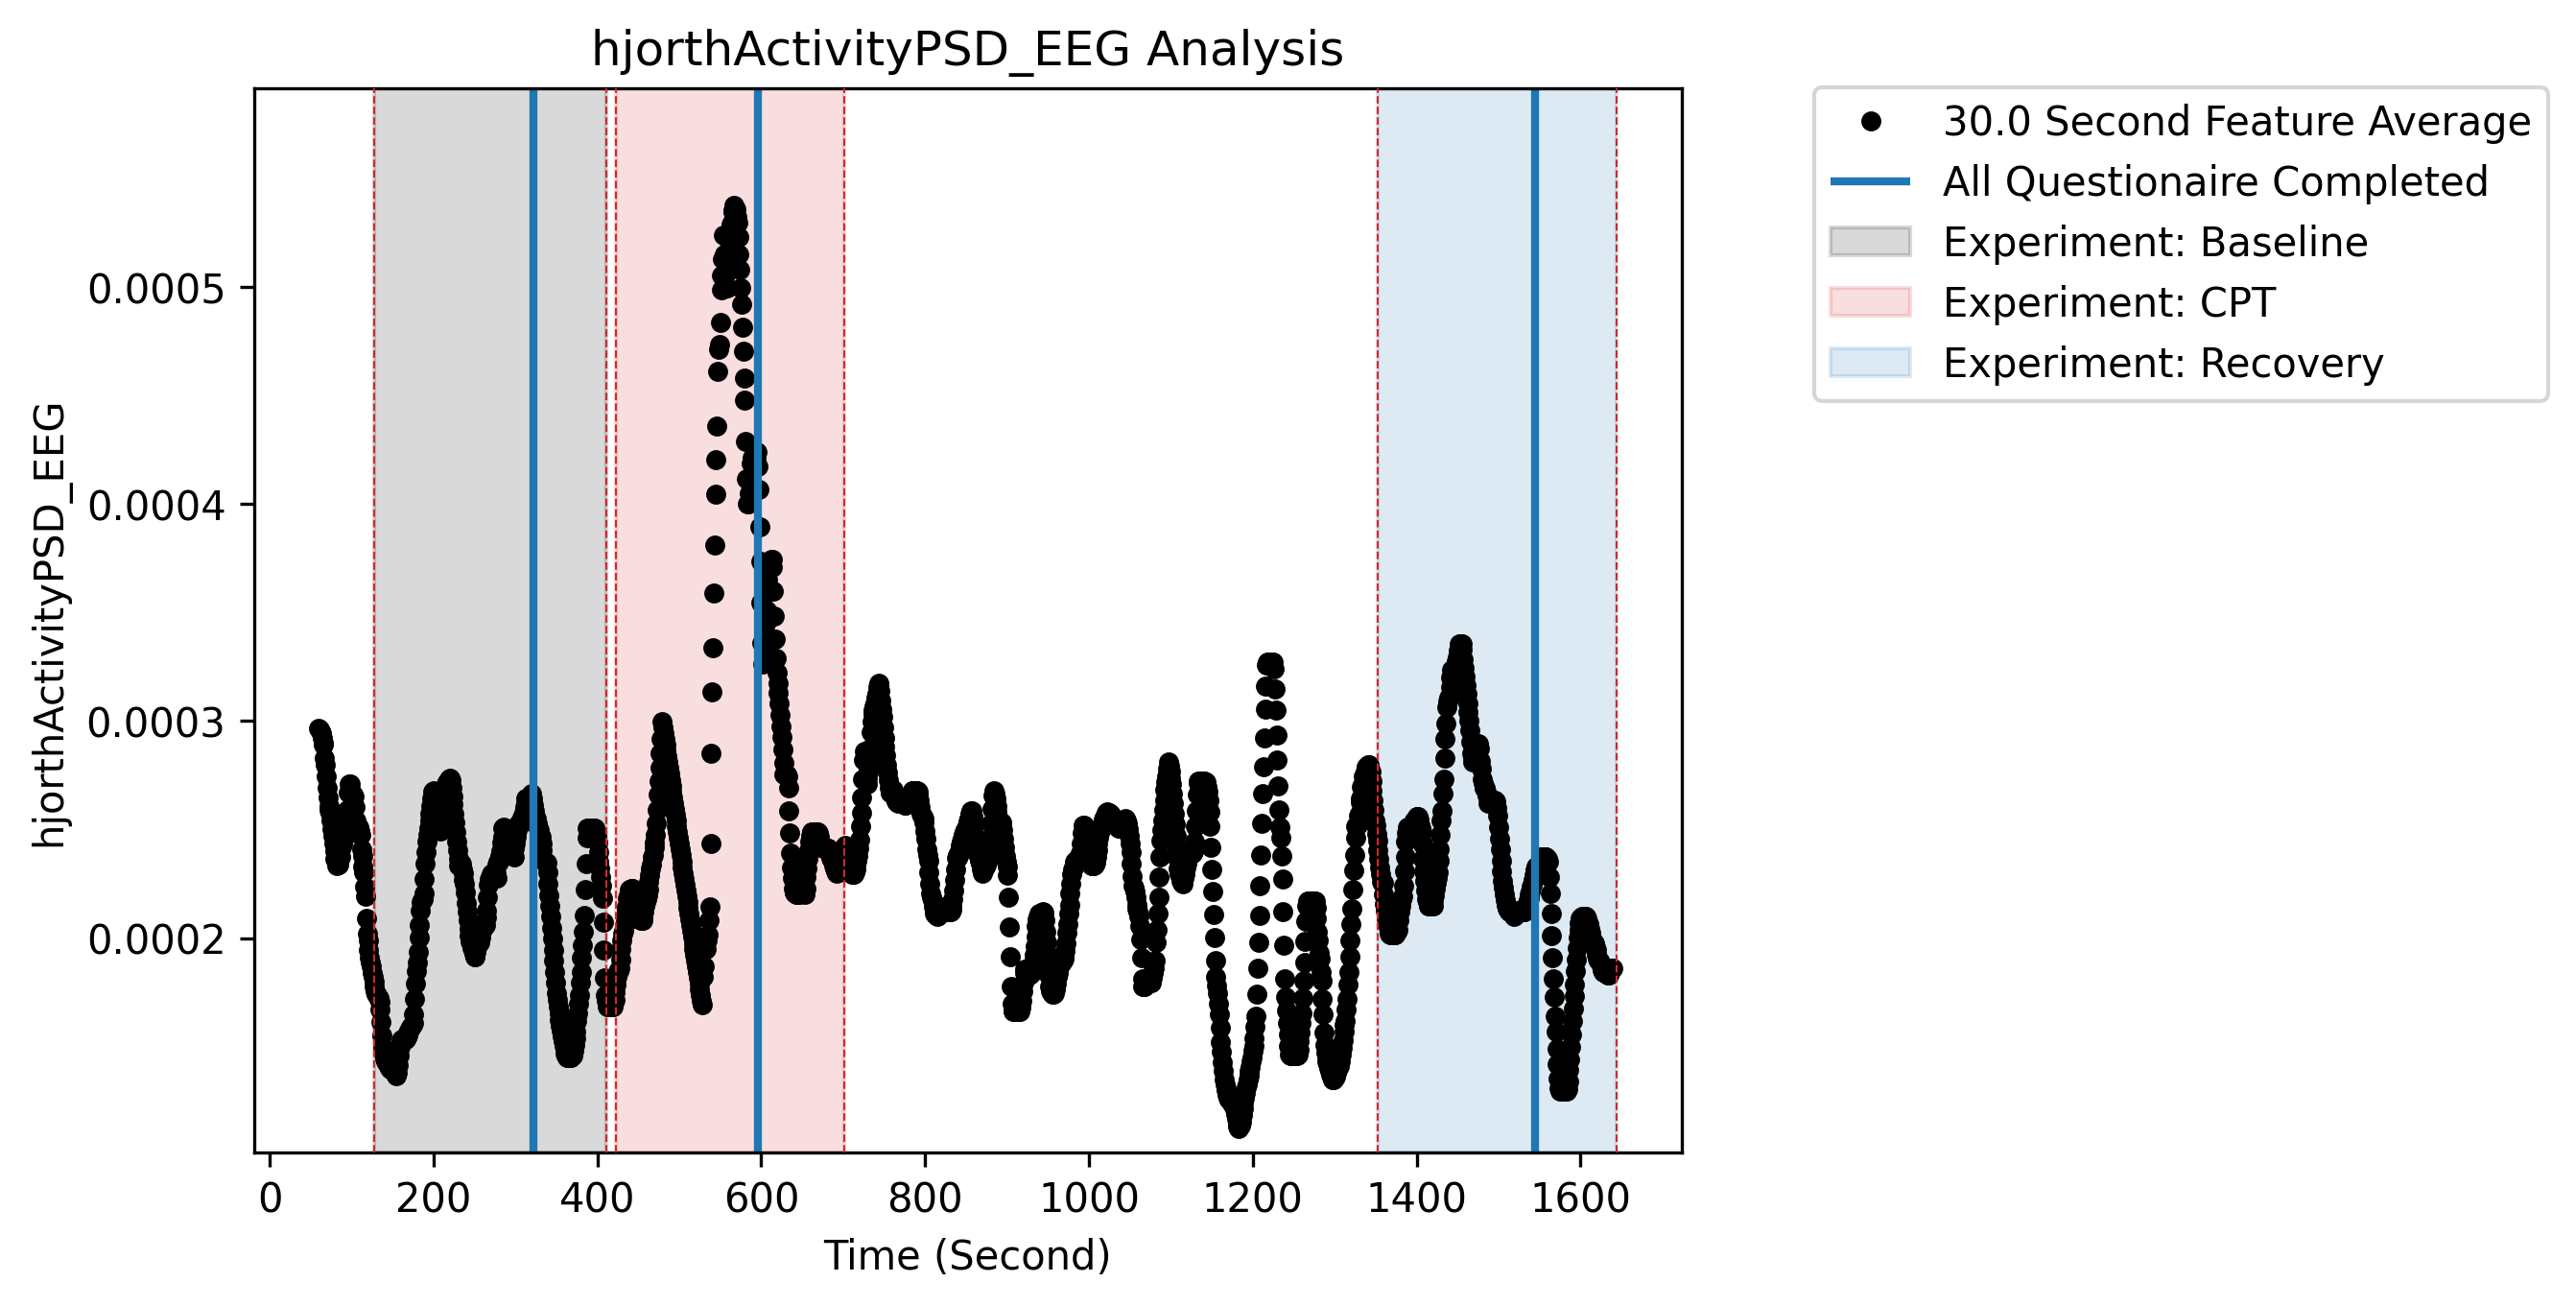 hjorthActivityPSD_EEG Analysis
30.0 Second Feature Average
All Questionaire Completed
Experiment: Baseline
Experiment: CPT
Experiment: Recovery
hjorthActivityPSD_EEG
0.0005
0.0004
0.0003
0.0002
0 200 400 600 800 1000 1200 1400 1600
Time (Second)